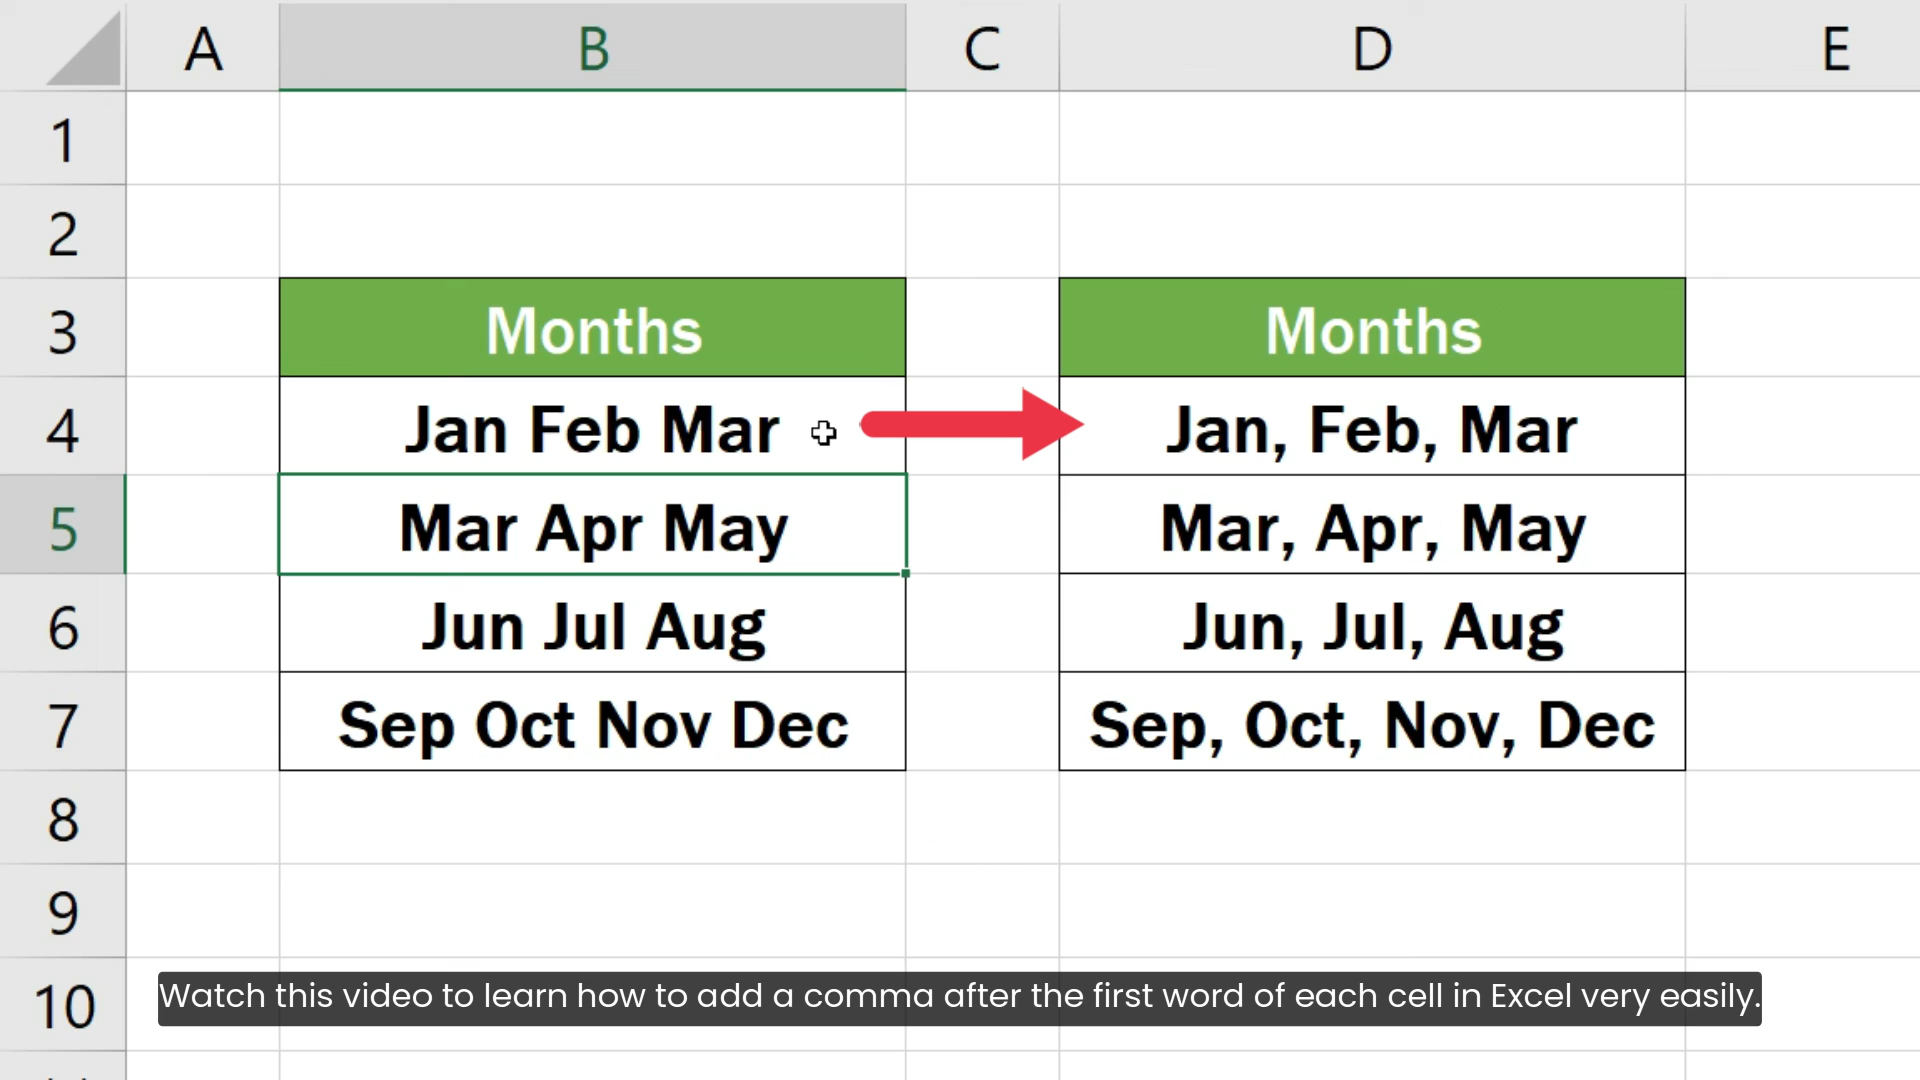 A B C D E
1
2
3 Months Months
4 Jan Feb Mar Jan, Feb, Mar
5 Mar Apr May Mar, Apr, May
6 Jun Jul Aug Jun, Jul, Aug
7 Sep Oct Nov Dec Sep, Oct, Nov, Dec
8
9
10
Watch this video to learn how to add a comma after the first word of each cell in Excel very easily.